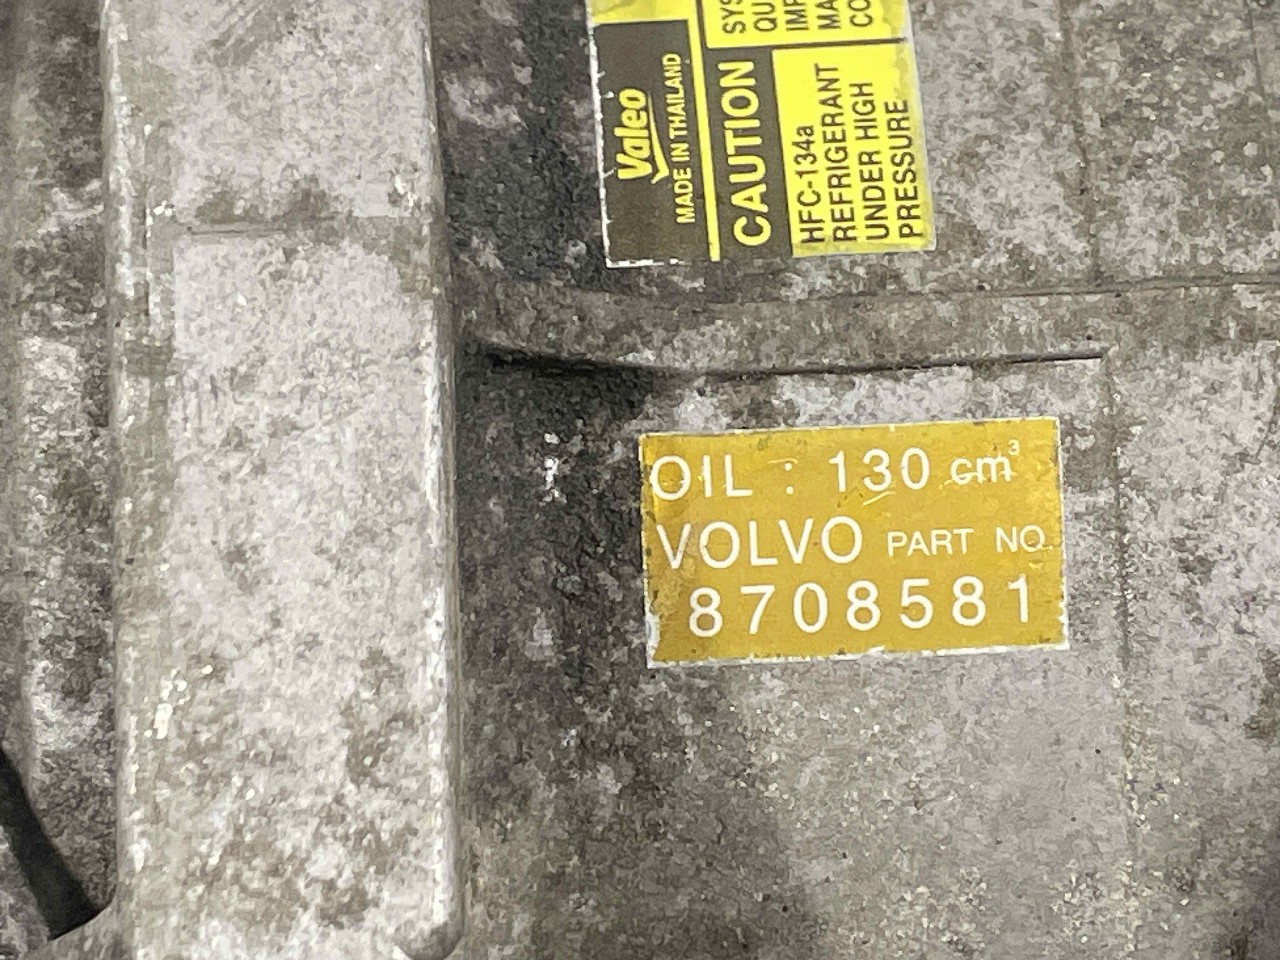 Valeo
MADE IN THAILAND
CAUTION
HFC-134a
REFRIGERANT
UNDER HIGH
PRESSURE
OIL : 130 cm³
VOLVO PART NO.
8708581